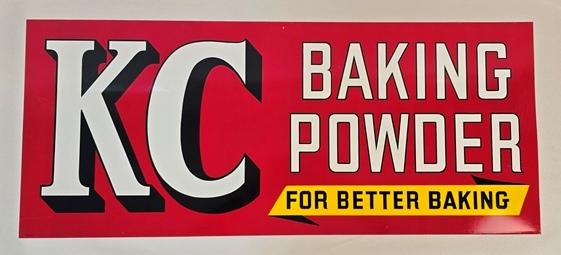 KC
BAKING
POWDER
FOR BETTER BAKING